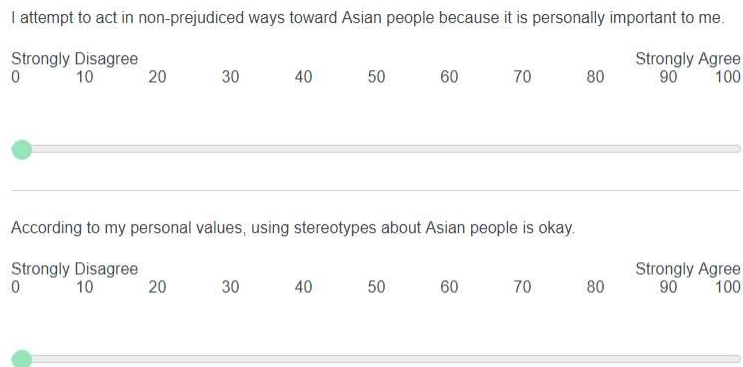 I attempt to act in non-prejudiced ways toward Asian people because it is personally important to me.
Strongly Disagree Strongly Agree
0 10 20 30 40 50 60 70 80 90 100
According to my personal values, using stereotypes about Asian people is okay.
Strongly Disagree Strongly Agree
0 10 20 30 40 50 60 70 80 90 100